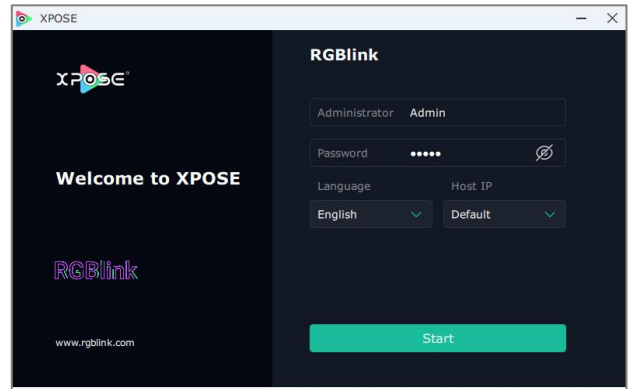 XPOSE
XPOSE®
Welcome to XPOSE
RGBlink
www.rgblink.com
RGBlink
Administrator Admin
Password •••••
Language Host IP
English Default
Start